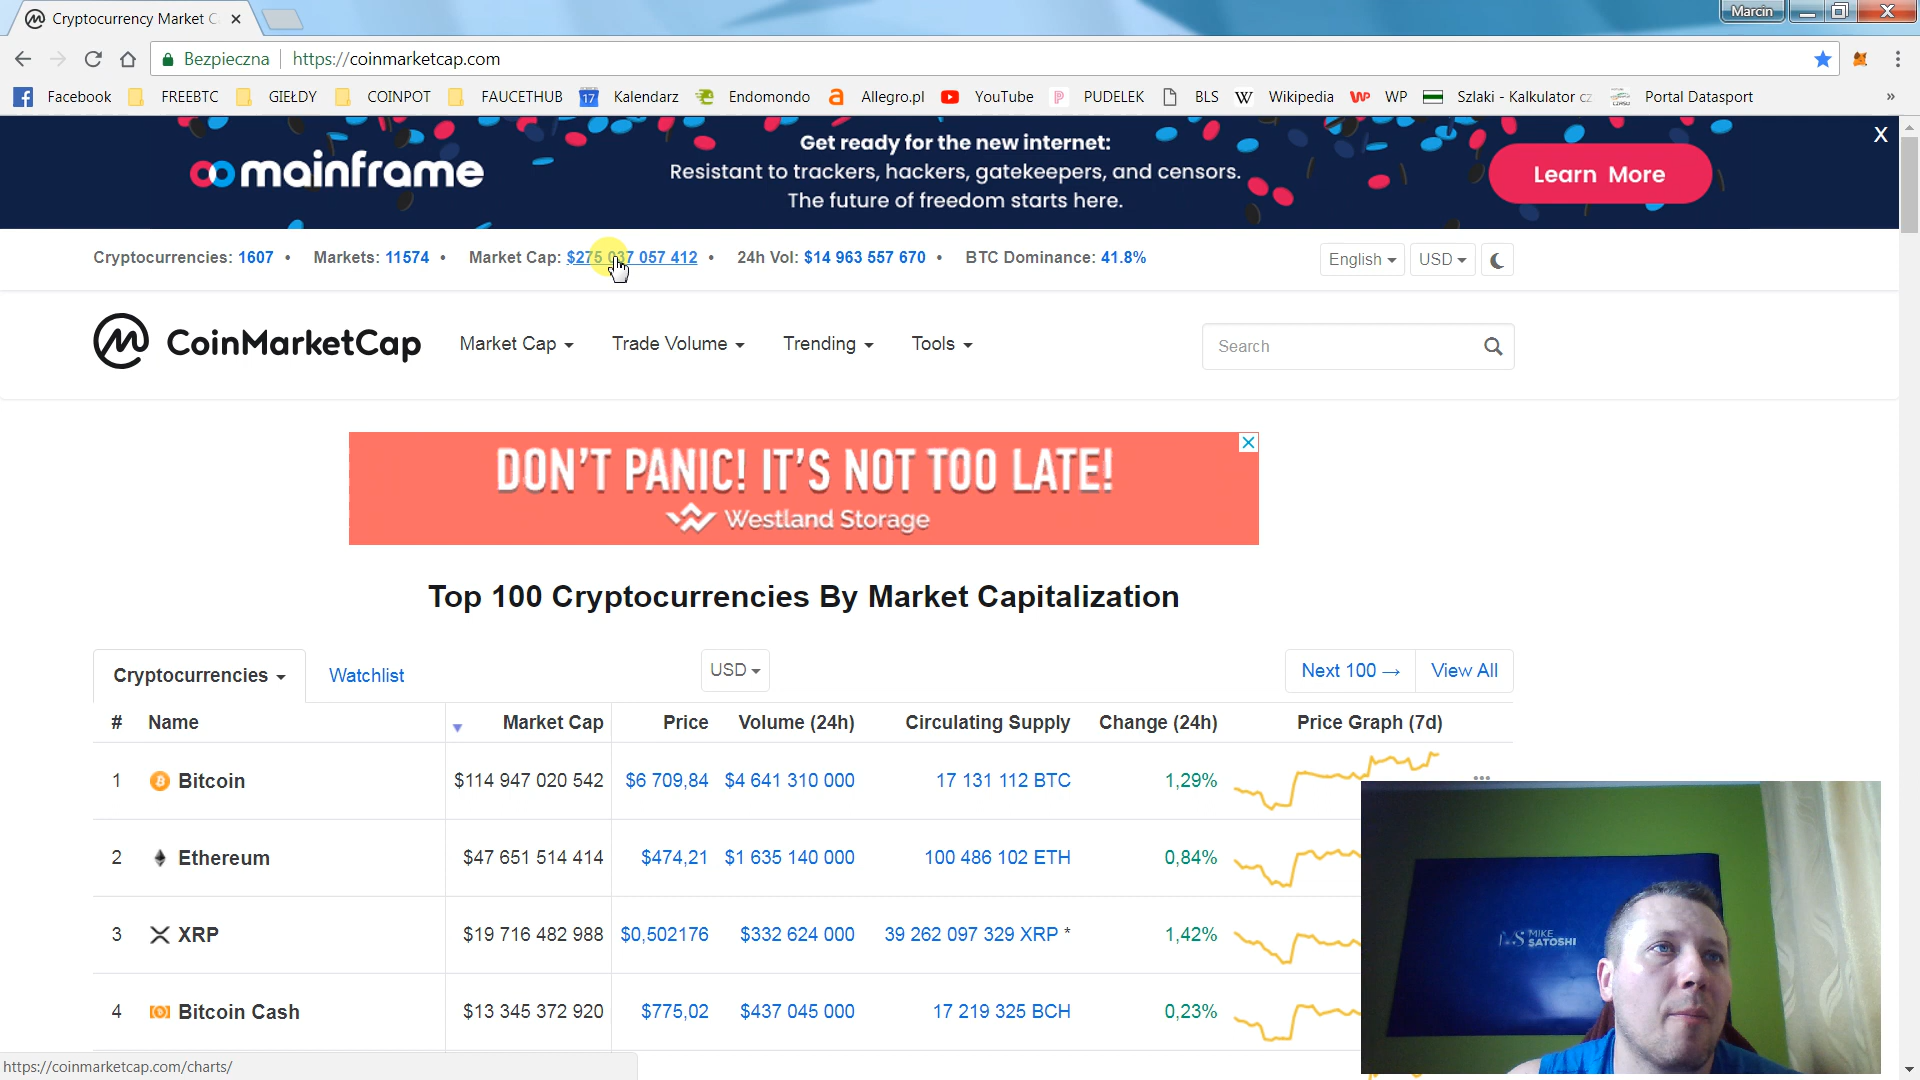 Cryptocurrency Market C
Marcin
Bezpieczna
https://coinmarketcap.com
Facebook FREEBTC GIEŁDY COINPOT FAUCETHUB 17 Kalendarz Endomondo a Allegro.pl YouTube P PUDELEK BLS W Wikipedia WP WP Szlaki - Kalkulator cz Portal Datasport »
mainframe
Get ready for the new internet:
Resistant to trackers, hackers, gatekeepers, and censors.
The future of freedom starts here.
Learn More
X
Cryptocurrencies: 1607 • Markets: 11574 • Market Cap: $275 037 057 412 • 24h Vol: $14 963 557 670 • BTC Dominance: 41.8%
English USD
CoinMarketCap
Market Cap Trade Volume Trending Tools
Search
DON'T PANIC! IT'S NOT TOO LATE!
Westland Storage
Top 100 Cryptocurrencies By Market Capitalization
Cryptocurrencies Watchlist USD Next 100 → View All
# Name Market Cap Price Volume (24h) Circulating Supply Change (24h) Price Graph (7d)
1 Bitcoin $114 947 020 542 $6 709,84 $4 641 310 000 17 131 112 BTC 1,29%
2 Ethereum $47 651 514 414 $474,21 $1 635 140 000 100 486 102 ETH 0,84%
3 XRP $19 716 482 988 $0,502176 $332 624 000 39 262 097 329 XRP * 1,42%
4 Bitcoin Cash $13 345 372 920 $775,02 $437 045 000 17 219 325 BCH 0,23%
MS MIKE
SATOSHI
https://coinmarketcap.com/charts/